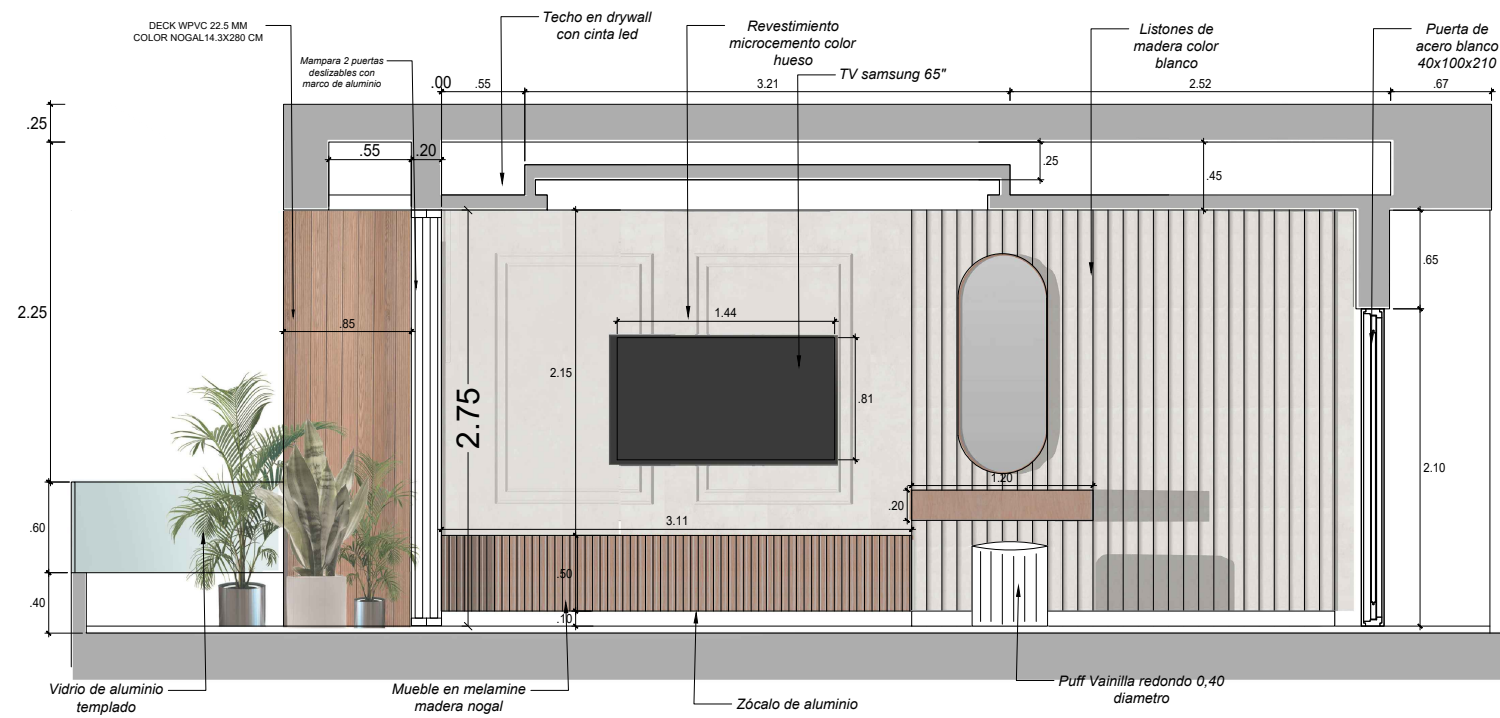 DECK WPVC 22.5 MM
COLOR NOGAL14.3X280 CM
Mampara 2 puertas
deslizables con
marco de aluminio
Techo en drywall
con cinta led
Revestimiento
microcemento color
hueso
TV samsung 65"
Listones de
madera color
blanco
Puerta de
acero blanco
40x100x210
.00
.55
3.21
2.52
.67
.25
.55
.20
.25
.45
.65
2.25
.85
1.44
2.15
.81
2.75
2.10
1.20
.20
3.11
.60
.50
.40
.10
Vidrio de aluminio
templado
Mueble en melamine
madera nogal
Zócalo de aluminio
Puff Vainilla redondo 0,40
diametro